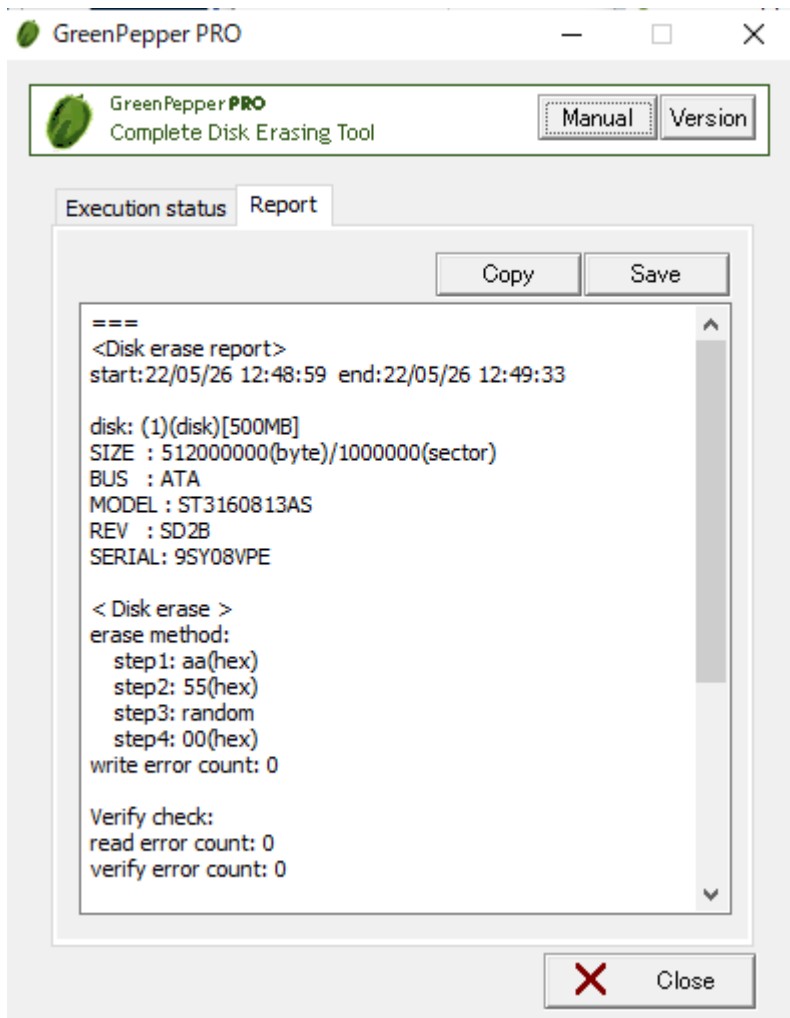 GreenPepper PRO
GreenPepper PRO
Complete Disk Erasing Tool
Manual
Version
Execution status
Report
Copy
Save
===
<Disk erase report>
start:22/05/26 12:48:59 end:22/05/26 12:49:33
disk: (1)(disk)[500MB]
SIZE : 512000000(byte)/1000000(sector)
BUS : ATA
MODEL : ST3160813AS
REV : SD2B
SERIAL: 9SY08VPE
< Disk erase >
erase method:
step1: aa(hex)
step2: 55(hex)
step3: random
step4: 00(hex)
write error count: 0
Verify check:
read error count: 0
verify error count: 0
Close